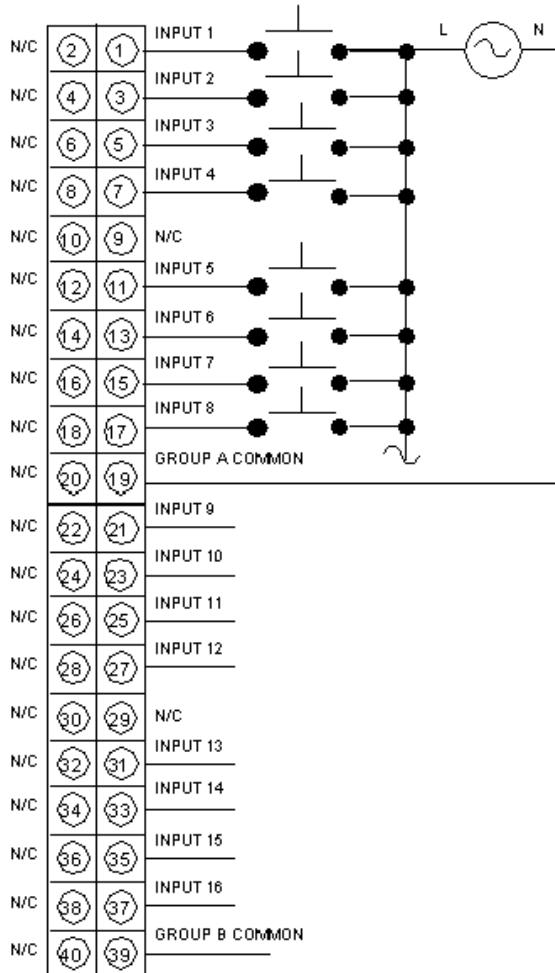 INPUT 1 L N
N/C 2 1
INPUT 2
N/C 4 3
INPUT 3
N/C 6 5
INPUT 4
N/C 8 7
N/C 10 9 N/C
INPUT 5
N/C 12 11
INPUT 6
N/C 14 13
INPUT 7
N/C 16 15
INPUT 8
N/C 18 17
GROUP A COMMON
N/C 20 19
INPUT 9
N/C 22 21
INPUT 10
N/C 24 23
INPUT 11
N/C 26 25
INPUT 12
N/C 28 27
N/C 30 29 N/C
INPUT 13
N/C 32 31
INPUT 14
N/C 34 33
INPUT 15
N/C 36 35
INPUT 16
N/C 38 37
GROUP B COMMON
N/C 40 39